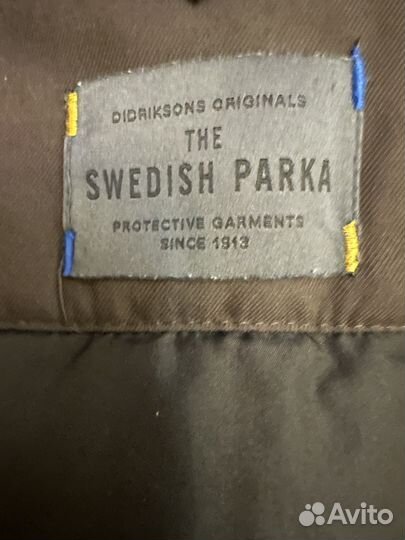 DIDRIKSONS ORIGINALS
THE
SWEDISH PARKA
PROTECTIVE GARMENTS
SINCE 1913
Avito